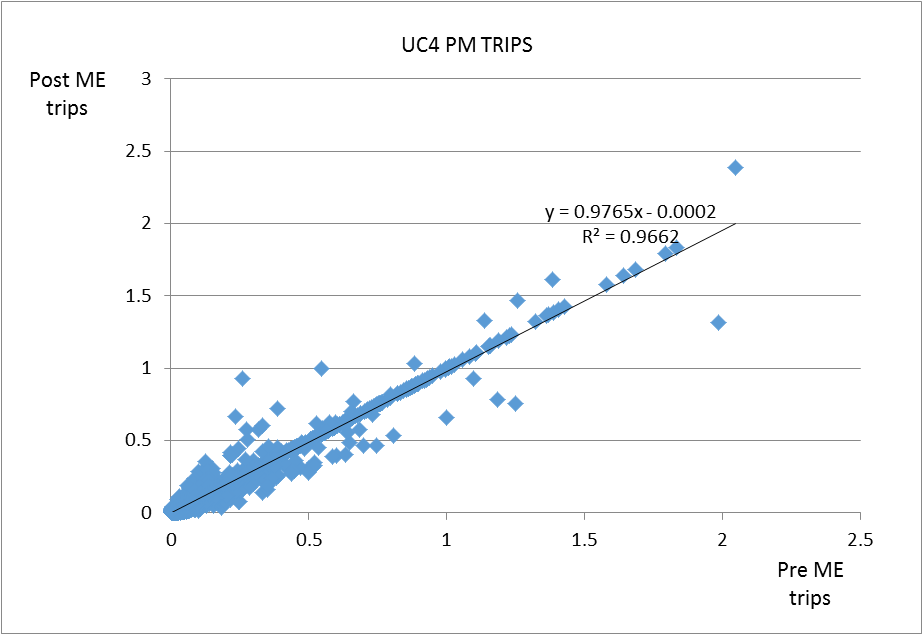 UC4 PM TRIPS
Post ME
trips
3
2.5
2
1.5
1
0.5
0
y = 0.9765x - 0.0002
R² = 0.9662
0
0.5
1
1.5
2
2.5
Pre ME
trips